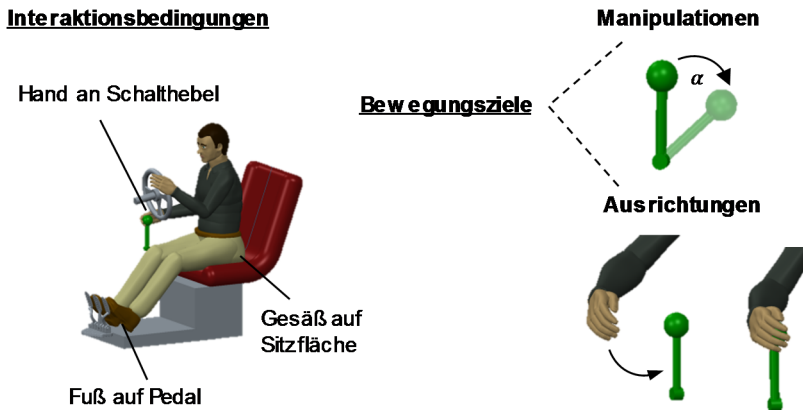 Interaktionsbedingungen
Hand an Schalthebel
Gesäß auf
Sitzfläche
Fuß auf Pedal
Bewegungsziele
Manipulationen
α
Ausrichtungen